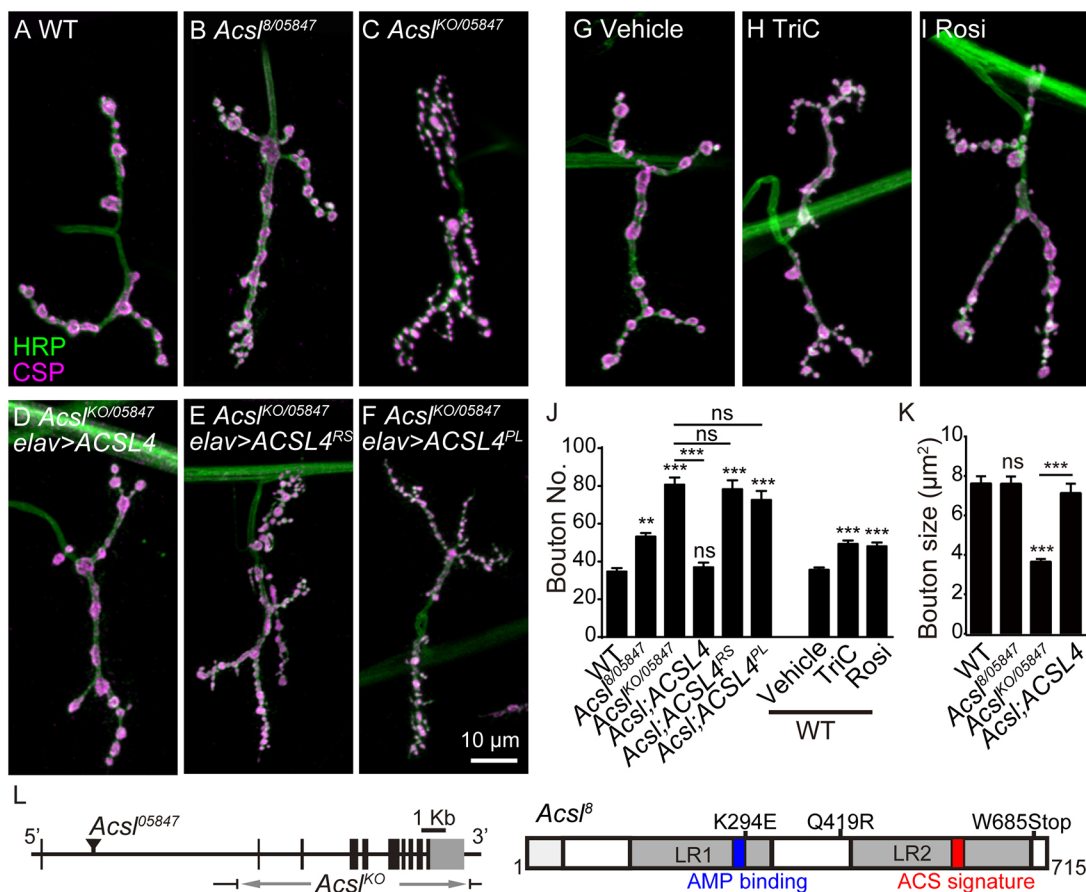 A WT
B Acsl8/05847
C AcslKO/05847
G Vehicle
H TriC
I Rosi
HRP
CSP
D AcslKO/05847
elav>ACSL4
E AcslKO/05847
elav>ACSL4RS
F AcslKO/05847
elav>ACSL4PL
10 µm
J
Bouton No.
100
80
60
40
20
0
**
***
***
ns
ns
ns
***
***
***
***
WT
Acsl8/05847
AcslKO/05847
Acsl;ACSL4
Acsl;ACSL4RS
Acsl;ACSL4PL
Vehicle
TriC
Rosi
WT
K
Bouton size (µm2)
10
8
6
4
2
0
ns
***
***
WT
Acsl8/05847
AcslKO/05847
Acsl;ACSL4
L
5'
Acsl05847
1 Kb
3'
AcslKO
Acsl8
K294E
Q419R
W685Stop
LR1
LR2
1
715
AMP binding
ACS signature